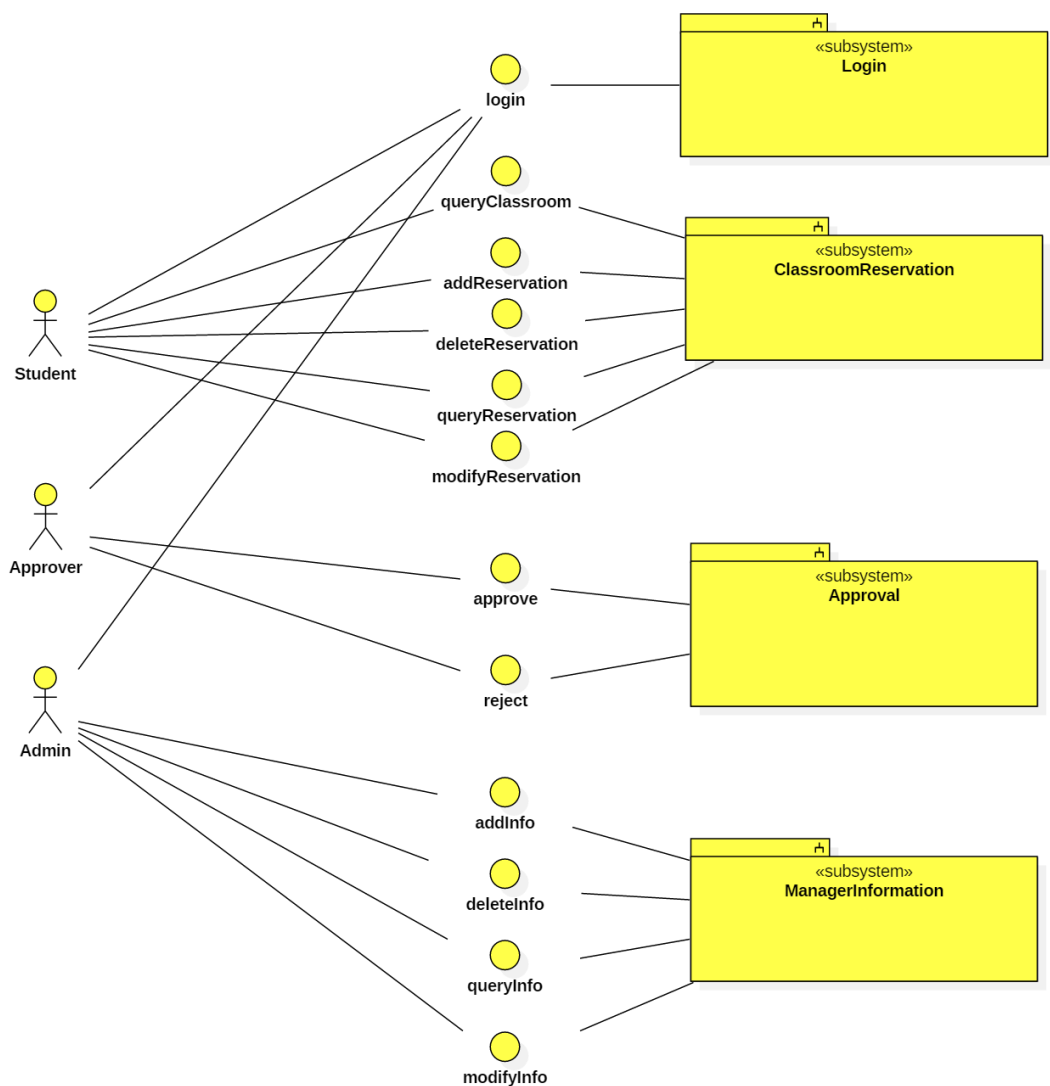 «subsystem»
Login
login
queryClassroom
«subsystem»
ClassroomReservation
addReservation
deleteReservation
Student
queryReservation
modifyReservation
Approver
«subsystem»
Approval
approve
reject
Admin
addInfo
«subsystem»
ManagerInformation
deleteInfo
queryInfo
modifyInfo